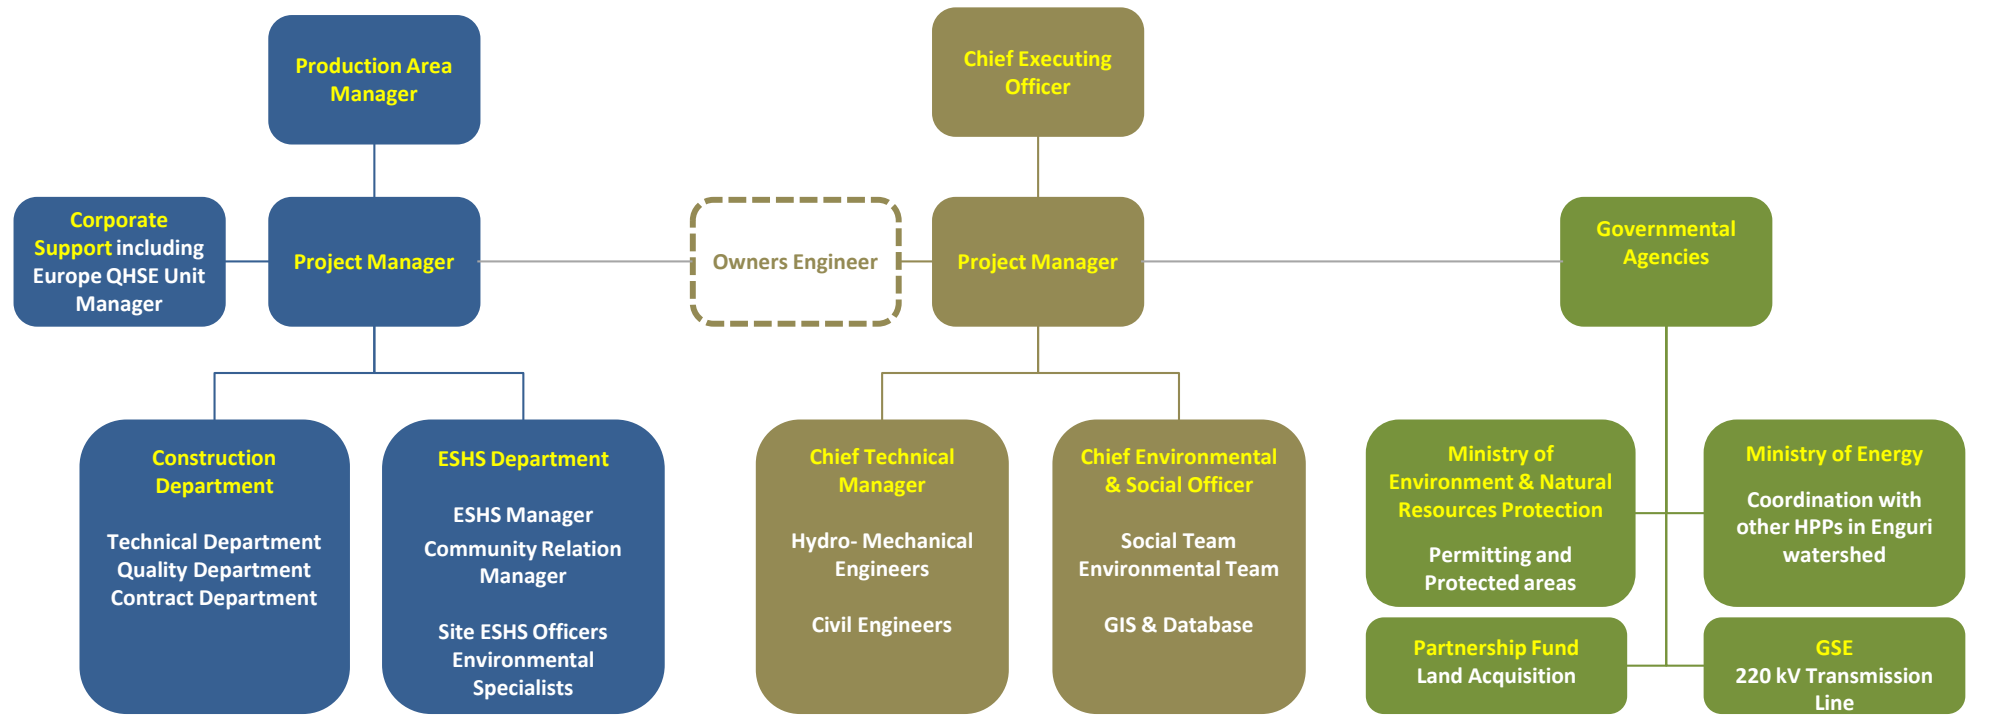 Production Area
Manager
Chief Executing
Officer
Corporate
Support including
Europe QHSE Unit
Manager
Project Manager
Owners Engineer
Project Manager
Governmental
Agencies
Construction
Department
Technical Department
Quality Department
Contract Department
ESHS Department
ESHS Manager
Community Relation
Manager
Site ESHS Officers
Environmental
Specialists
Chief Technical
Manager
Hydro- Mechanical
Engineers
Civil Engineers
Chief Environmental
& Social Officer
Social Team
Environmental Team
GIS & Database
Ministry of
Environment & Natural
Resources Protection
Permitting and
Protected areas
Ministry of Energy
Coordination with
other HPPs in Enguri
watershed
Partnership Fund
Land Acquisition
GSE
220 kV Transmission
Line